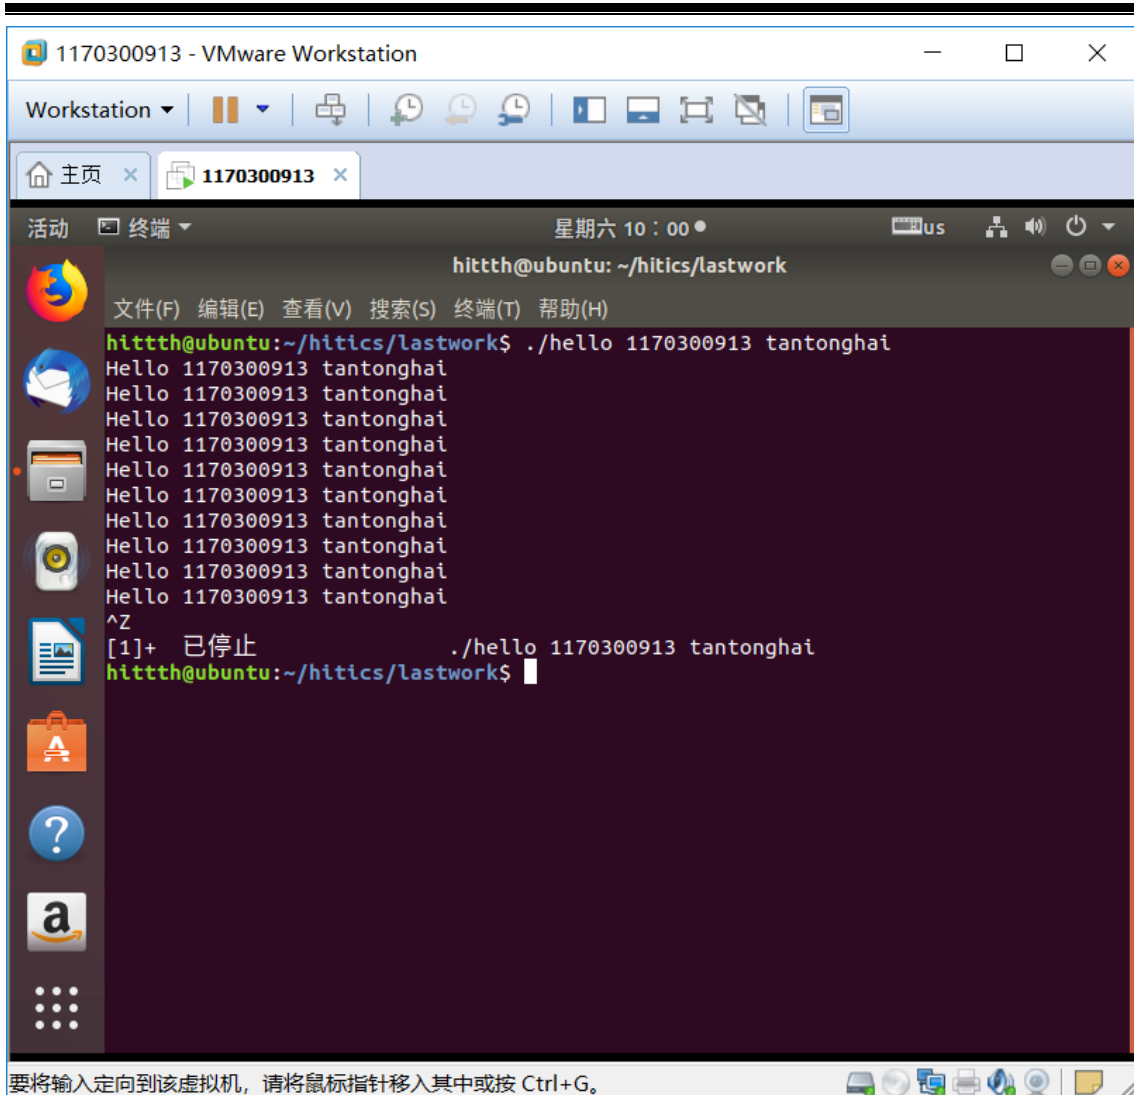 1170300913 - VMware Workstation
Workstation
主页 1170300913
活动 终端 星期六 10：00 us
hittth@ubuntu: ~/hitics/lastwork
文件(F) 编辑(E) 查看(V) 搜索(S) 终端(T) 帮助(H)
hittth@ubuntu:~/hitics/lastwork$ ./hello 1170300913 tantonghai
Hello 1170300913 tantonghai
Hello 1170300913 tantonghai
Hello 1170300913 tantonghai
Hello 1170300913 tantonghai
Hello 1170300913 tantonghai
Hello 1170300913 tantonghai
Hello 1170300913 tantonghai
Hello 1170300913 tantonghai
Hello 1170300913 tantonghai
Hello 1170300913 tantonghai
^Z
[1]+ 已停止 ./hello 1170300913 tantonghai
hittth@ubuntu:~/hitics/lastwork$
要将输入定向到该虚拟机，请将鼠标指针移入其中或按 Ctrl+G。